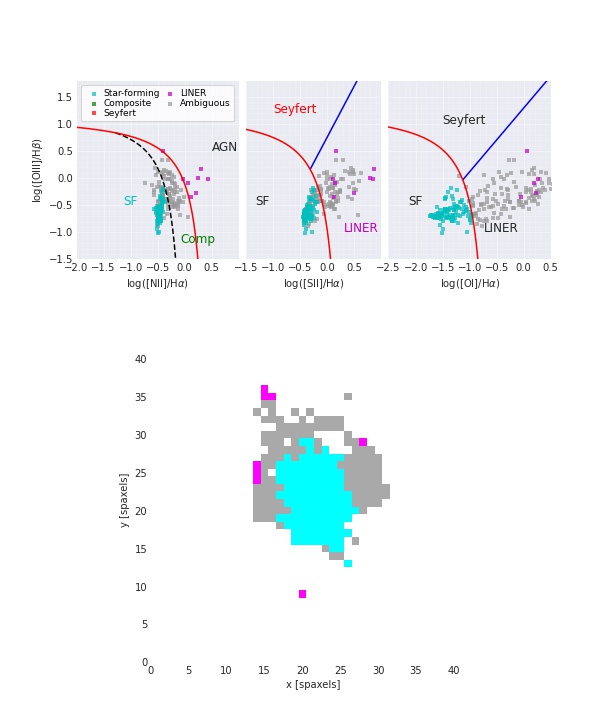 Star-forming LINER
Composite Ambiguous
Seyfert
AGN
SF
Comp
Seyfert
SF
LINER
Seyfert
SF
LINER
log([OIII]/Hβ)
1.5
1.0
0.5
0.0
−0.5
−1.0
−1.5
−2.0 −1.5 −1.0 −0.5 0.0 0.5
−1.5 −1.0 −0.5 0.0 0.5
−2.5 −2.0 −1.5 −1.0 −0.5 0.0 0.5
log([NII]/Hα) log([SII]/Hα) log([OI]/Hα)
40
35
30
25
20
15
10
5
0
y [spaxels]
0 5 10 15 20 25 30 35 40
x [spaxels]